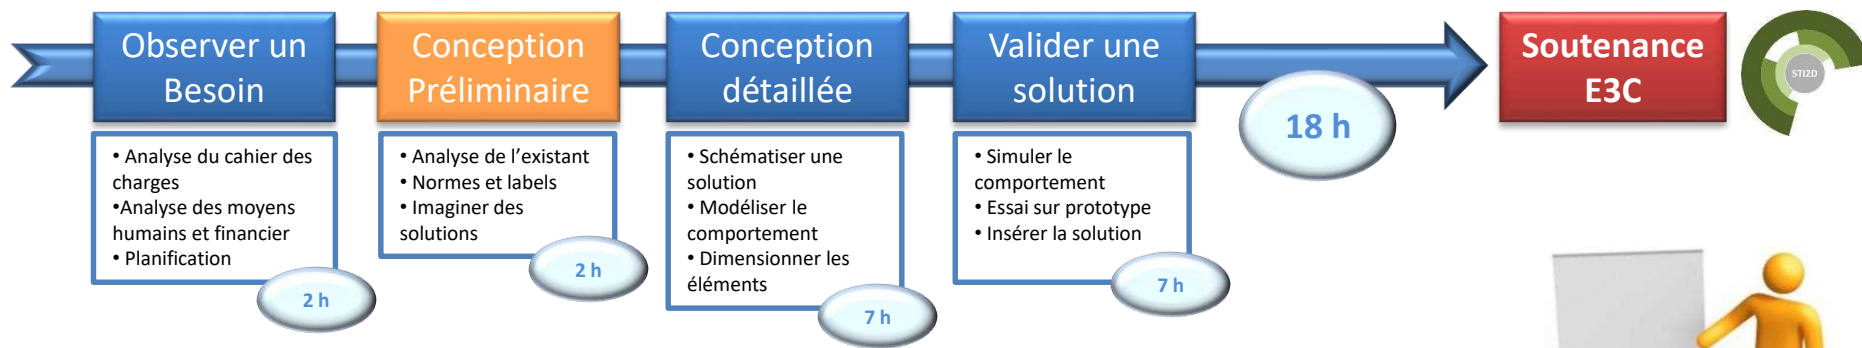 Observer un
Besoin
• Analyse du cahier des
charges
•Analyse des moyens
humains et financier
• Planification
2 h
Conception
Préliminaire
• Analyse de l’existant
• Normes et labels
• Imaginer des
solutions
2 h
Conception
détaillée
• Schématiser une
solution
• Modéliser le
comportement
• Dimensionner les
éléments
7 h
Valider une
solution
• Simuler le
comportement
• Essai sur prototype
• Insérer la solution
7 h
18 h
Soutenance
E3C
STI2D